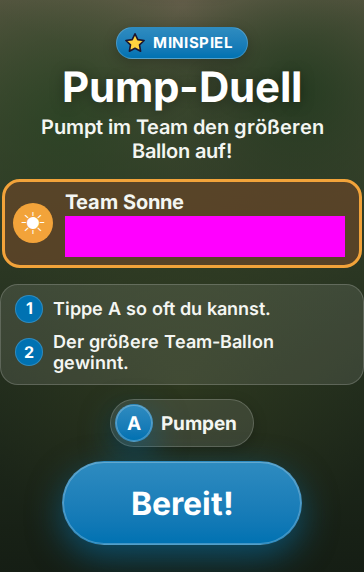 MINISPIEL
Pump-Duell
Pumpt im Team den größeren
Ballon auf!
Team Sonne
1 Tippe A so oft du kannst.
2 Der größere Team-Ballon
gewinnt.
A Pumpen
Bereit!